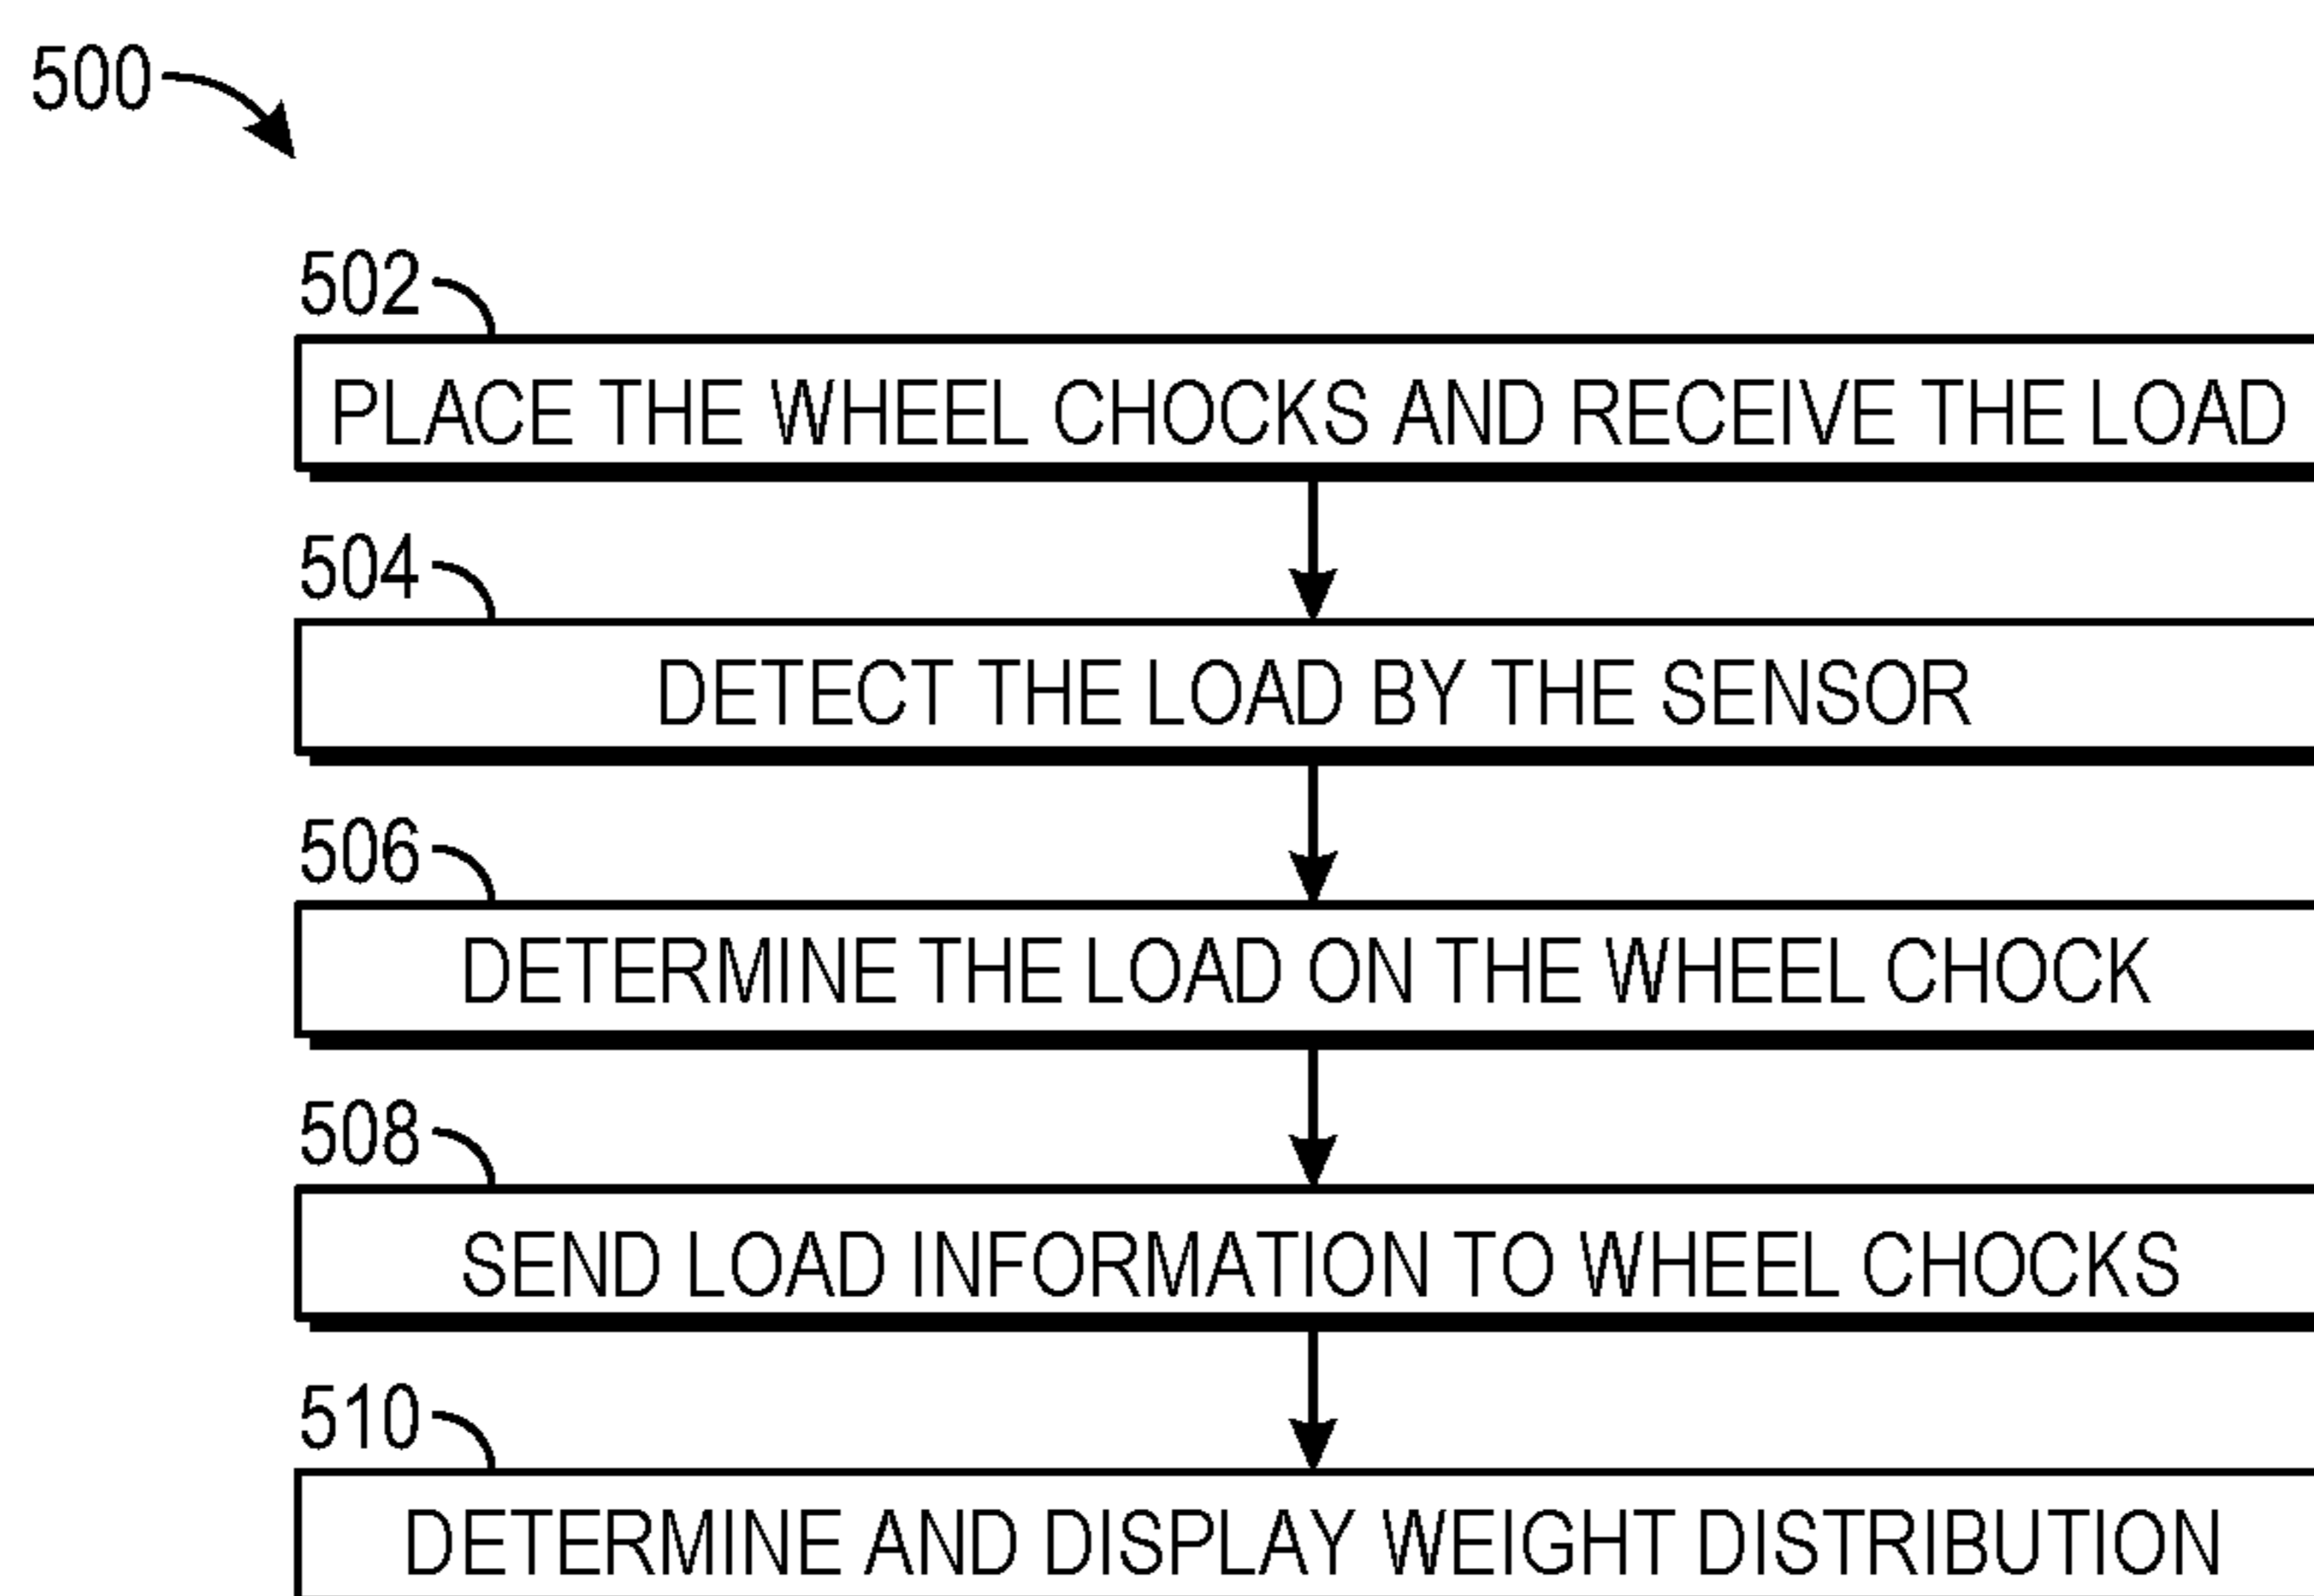 500
502
PLACE THE WHEEL CHOCKS AND RECEIVE THE LOAD
504
DETECT THE LOAD BY THE SENSOR
506
DETERMINE THE LOAD ON THE WHEEL CHOCK
508
SEND LOAD INFORMATION TO WHEEL CHOCKS
510
DETERMINE AND DISPLAY WEIGHT DISTRIBUTION